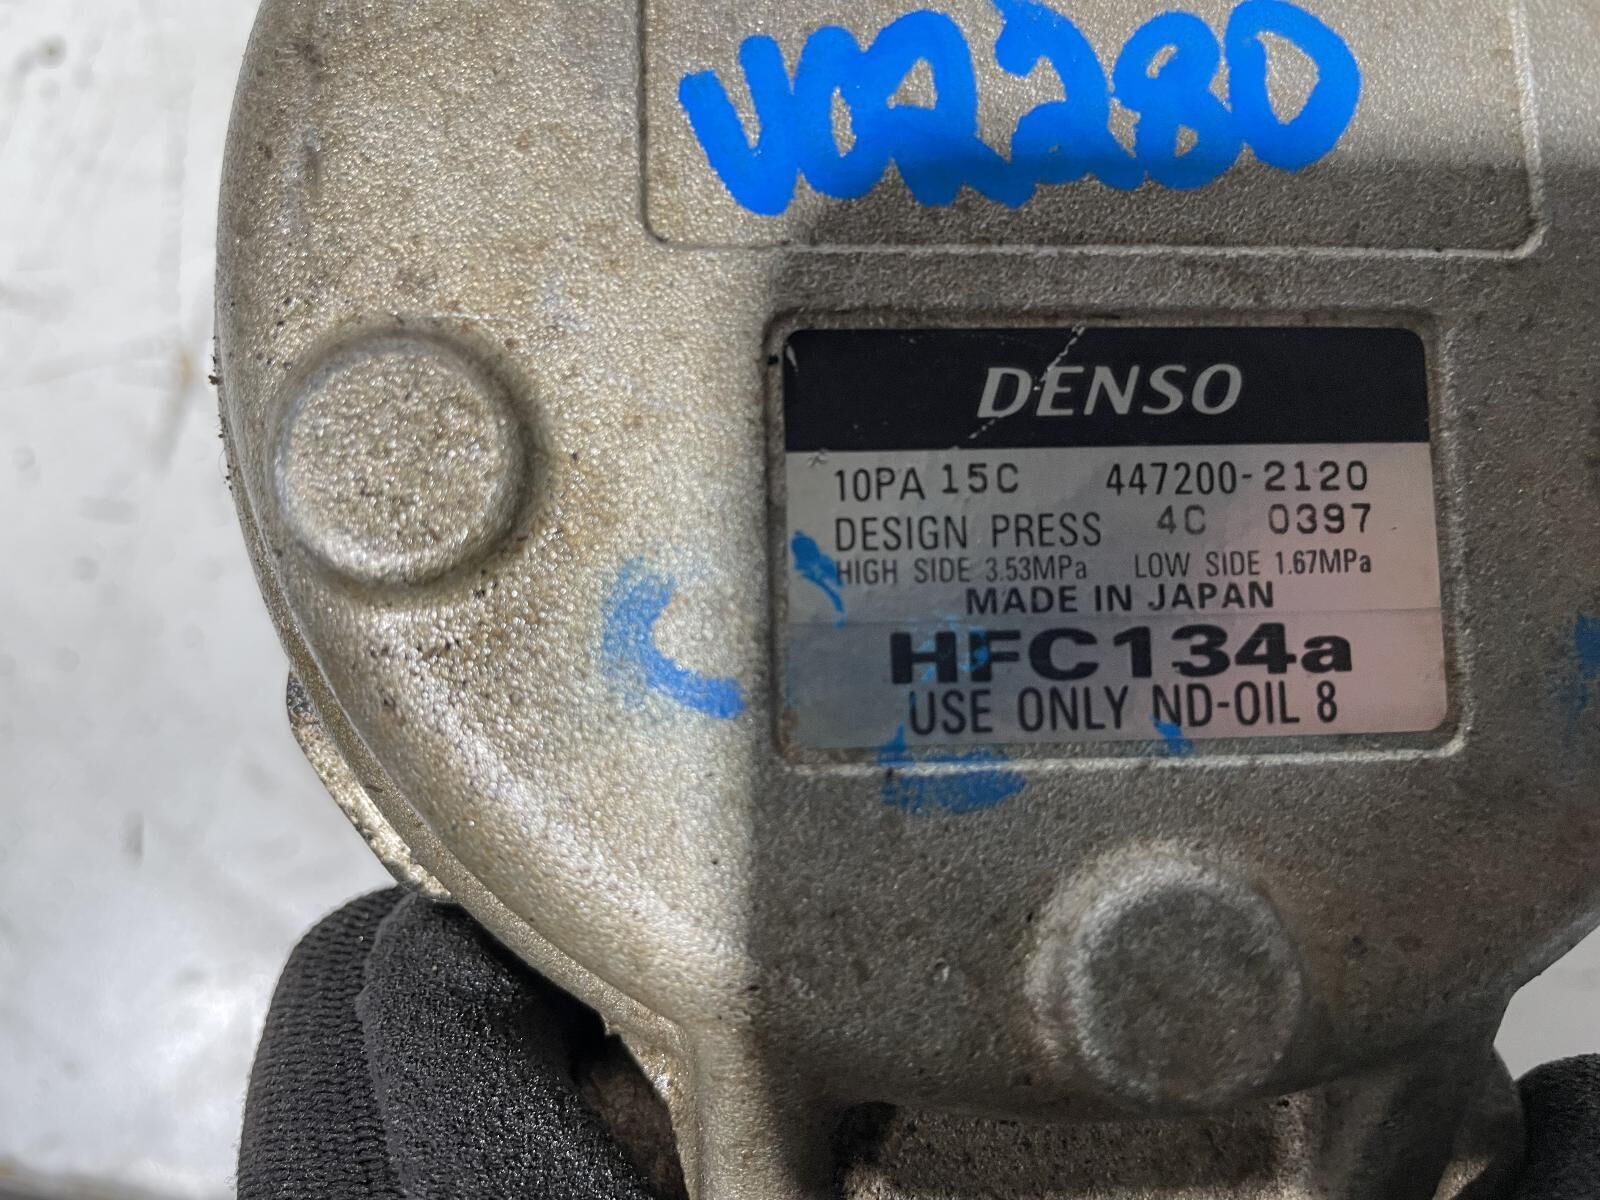 DENSO
10PA 15C 447200-2120
DESIGN PRESS 4C 0397
HIGH SIDE 3.53MPa LOW SIDE 1.67MPa
MADE IN JAPAN
HFC134a
USE ONLY ND-OIL 8